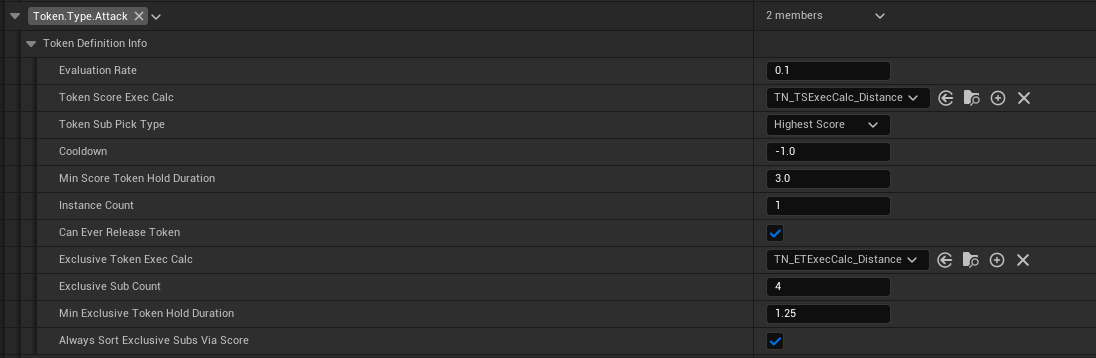 Token.Type.Attack 2 members
Token Definition Info
Evaluation Rate 0.1
Token Score Exec Calc TN_TSExecCalc_Distance
Token Sub Pick Type Highest Score
Cooldown -1.0
Min Score Token Hold Duration 3.0
Instance Count 1
Can Ever Release Token
Exclusive Token Exec Calc TN_ETExecCalc_Distance
Exclusive Sub Count 4
Min Exclusive Token Hold Duration 1.25
Always Sort Exclusive Subs Via Score